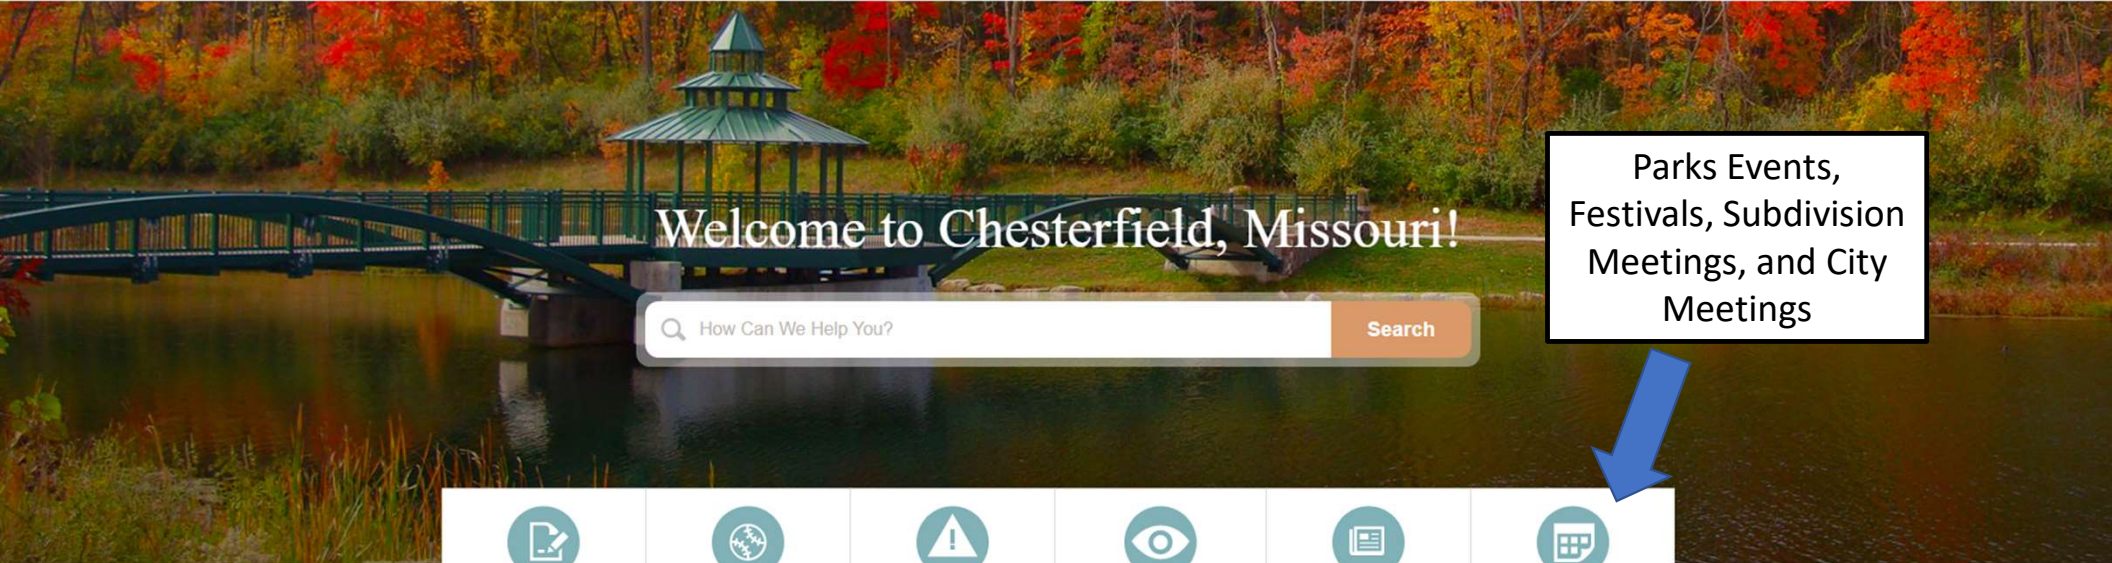 Welcome to Chesterfield, Missouri!
How Can We Help You?
Search
Parks Events,
Festivals, Subdivision
Meetings, and City
Meetings